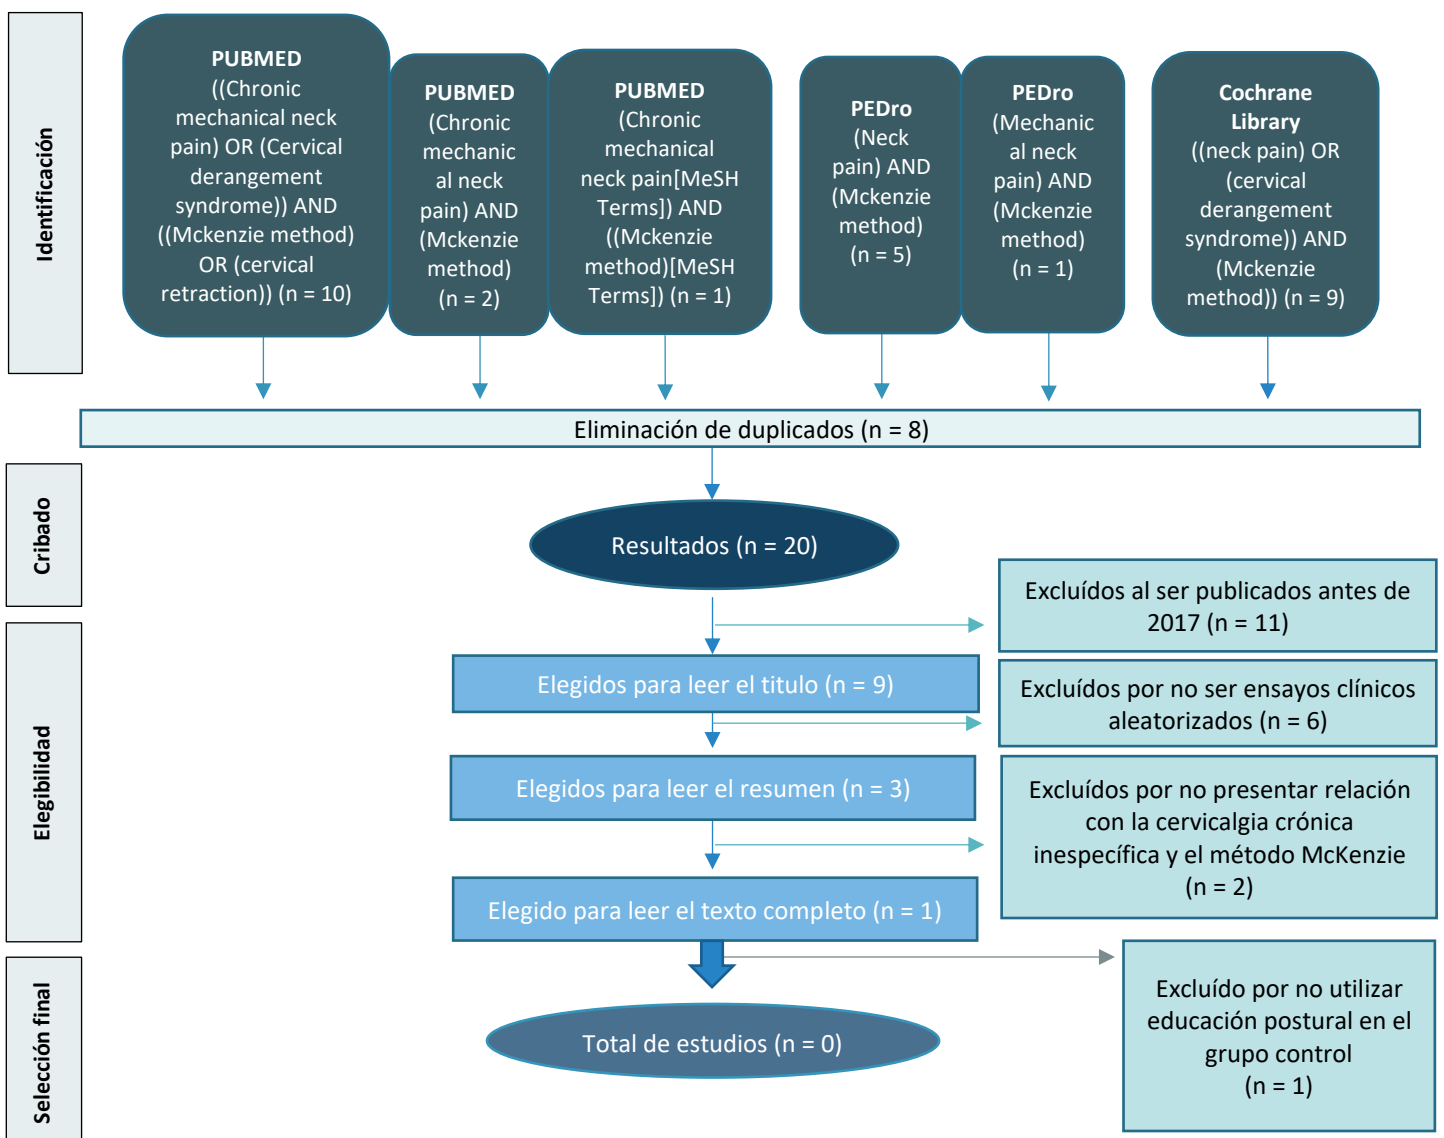 Identificación
PUBMED
((Chronic
mechanical neck
pain) OR (Cervical
derangement
syndrome)) AND
((Mckenzie method)
OR (cervical
retraction)) (n = 10)
PUBMED
(Chronic
mechanic
al neck
pain) AND
(Mckenzie
method)
(n = 2)
PUBMED
(Chronic
mechanical
neck pain[MeSH
Terms]) AND
((Mckenzie
method)[MeSH
Terms]) (n = 1)
PEDro
(Neck
pain) AND
(Mckenzie
method)
(n = 5)
PEDro
(Mechanic
al neck
pain) AND
(Mckenzie
method)
(n = 1)
Cochrane
Library
((neck pain) OR
(cervical
derangement
syndrome)) AND
(Mckenzie
method)) (n = 9)
Eliminación de duplicados (n = 8)
Cribado
Resultados (n = 20)
Excluídos al ser publicados antes de
2017 (n = 11)
Elegibilidad
Elegidos para leer el titulo (n = 9)
Excluídos por no ser ensayos clínicos
aleatorizados (n = 6)
Elegidos para leer el resumen (n = 3)
Excluídos por no presentar relación
con la cervicalgia crónica
inespecífica y el método McKenzie
(n = 2)
Elegido para leer el texto completo (n = 1)
Selección final
Excluído por no utilizar
educación postural en el
grupo control
(n = 1)
Total de estudios (n = 0)